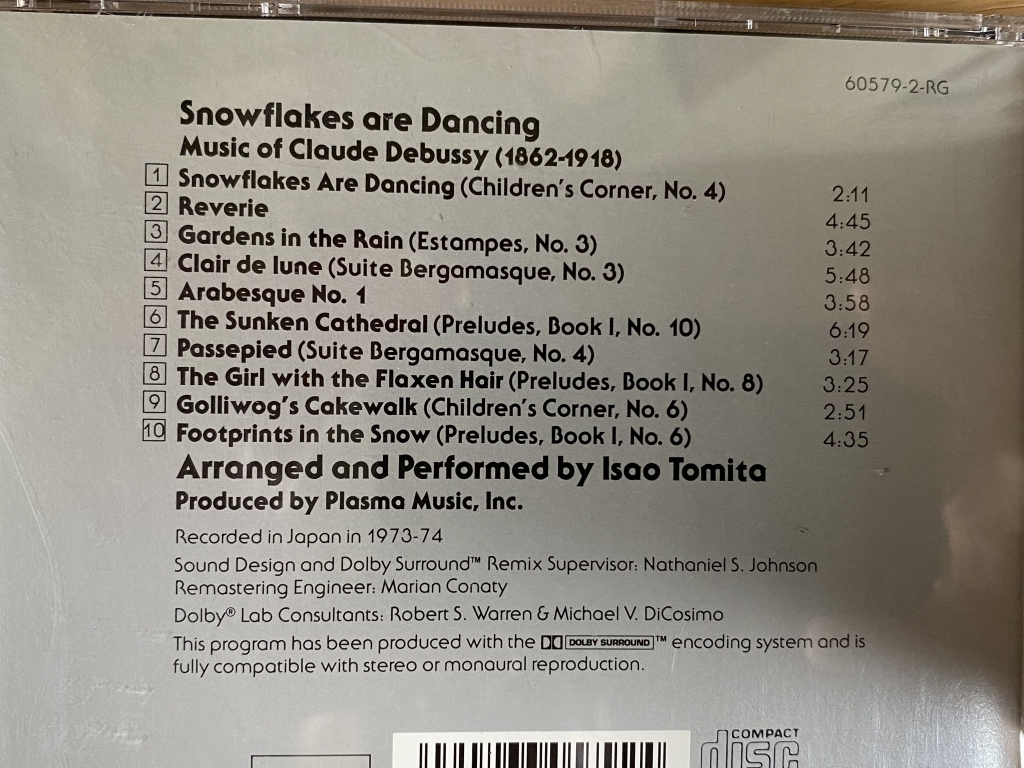 60579-2-RG
Snowflakes are Dancing
Music of Claude Debussy (1862-1918)
1 Snowflakes Are Dancing (Children's Corner, No. 4) 2:11
2 Reverie 4:45
3 Gardens in the Rain (Estampes, No. 3) 3:42
4 Clair de lune (Suite Bergamasque, No. 3) 5:48
5 Arabesque No. 1 3:58
6 The Sunken Cathedral (Preludes, Book I, No. 10) 6:19
7 Passepied (Suite Bergamasque, No. 4) 3:17
8 The Girl with the Flaxen Hair (Preludes, Book I, No. 8) 3:25
9 Golliwog's Cakewalk (Children's Corner, No. 6) 2:51
10 Footprints in the Snow (Preludes, Book I, No. 6) 4:35
Arranged and Performed by Isao Tomita
Produced by Plasma Music, Inc.
Recorded in Japan in 1973-74
Sound Design and Dolby Surround™ Remix Supervisor: Nathaniel S. Johnson
Remastering Engineer: Marian Conaty
Dolby® Lab Consultants: Robert S. Warren & Michael V. DiCosimo
This program has been produced with the DOLBY SURROUND™ encoding system and is
fully compatible with stereo or monaural reproduction.
COMPACT
disc